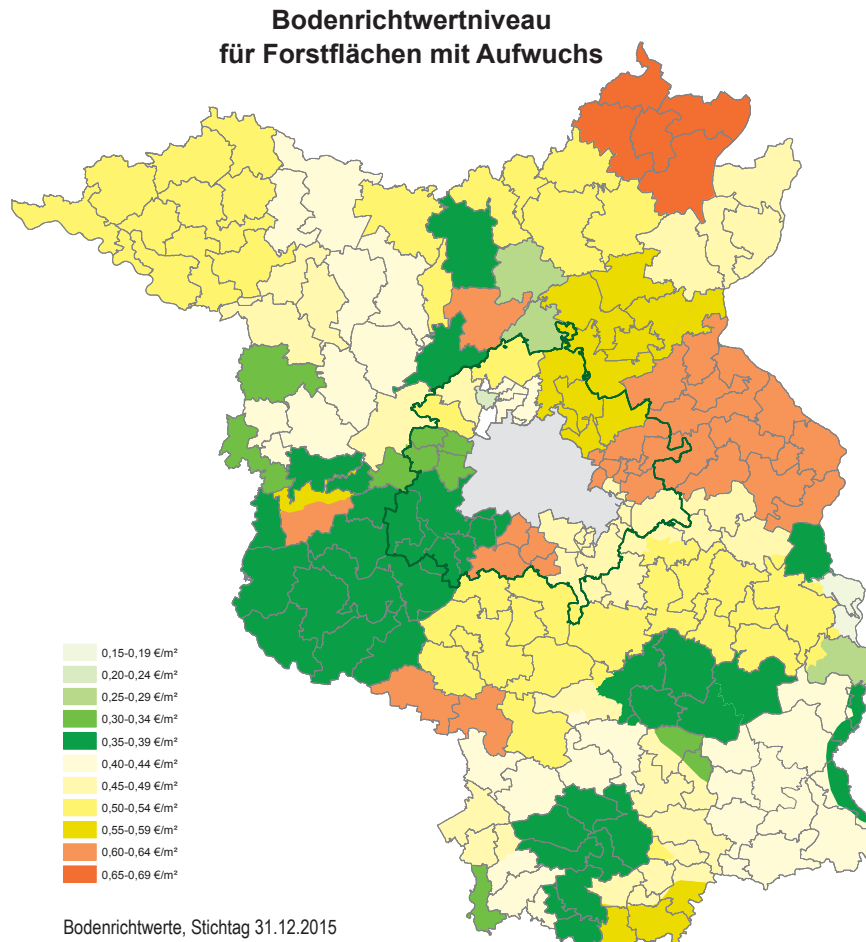 Bodenrichtwertniveau
für Forstflächen mit Aufwuchs
0,15-0,19 €/m²
0,20-0,24 €/m²
0,25-0,29 €/m²
0,30-0,34 €/m²
0,35-0,39 €/m²
0,40-0,44 €/m²
0,45-0,49 €/m²
0,50-0,54 €/m²
0,55-0,59 €/m²
0,60-0,64 €/m²
0,65-0,69 €/m²
Bodenrichtwerte, Stichtag 31.12.2015